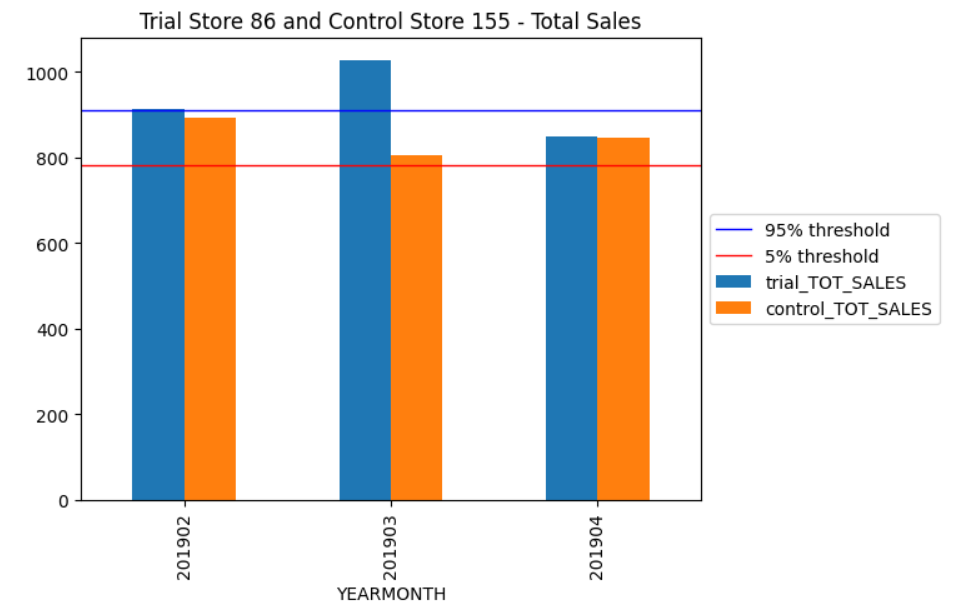 Trial Store 86 and Control Store 155 - Total Sales
1000
800
600
400
200
0
201902
201903
201904
YEARMONTH
95% threshold
5% threshold
trial_TOT_SALES
control_TOT_SALES